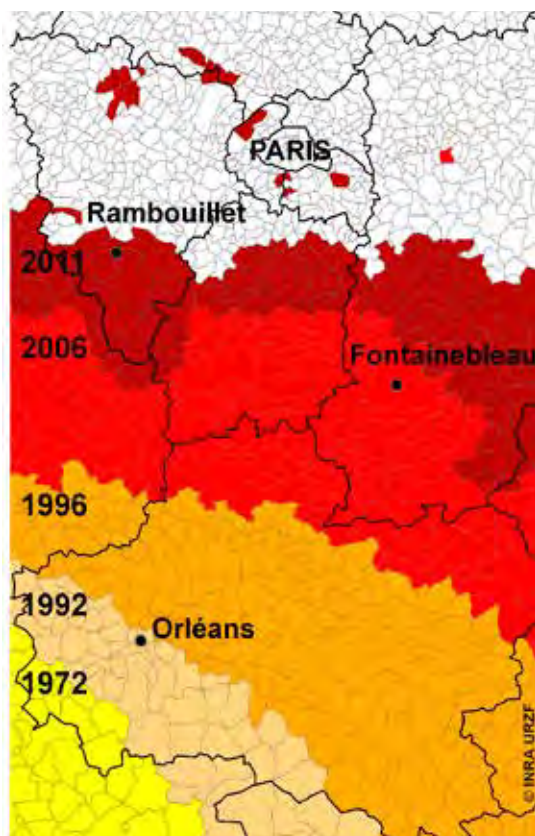 PARIS
Rambouillet
2011
2006
Fontainebleau
1996
1992
Orléans
1972
© INRA URZF